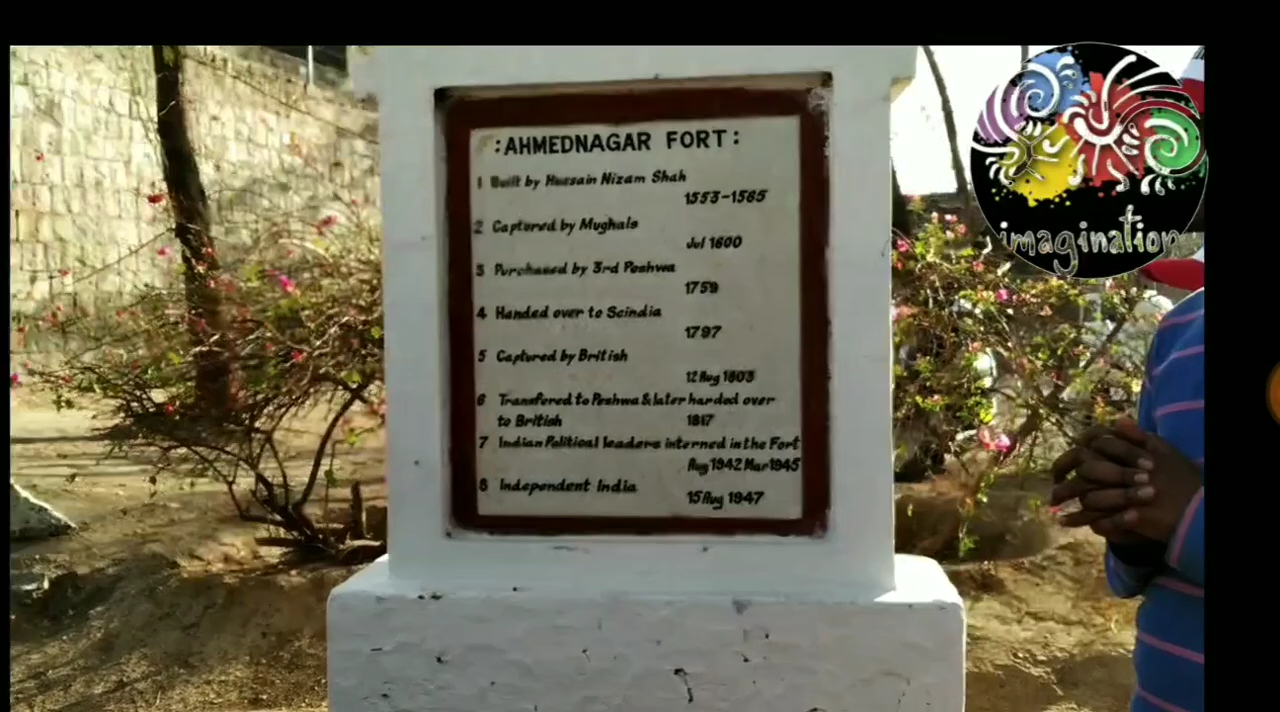 :AHMEDNAGAR FORT:
1 Built by Hussain Nizam Shah
1553-1565
2 Captured by Mughals
Jul 1600
3 Purchased by 3rd Peshwa
1759
4 Handed over to Scindia
1797
5 Captured by British
12 Aug 1803
6 Transfered to Peshwa & later harded over
to British 1817
7 Indian Political leaders interned in the Fort
Aug 1942 Mar 1945
8 Independent India
15 Aug 1947
imagination